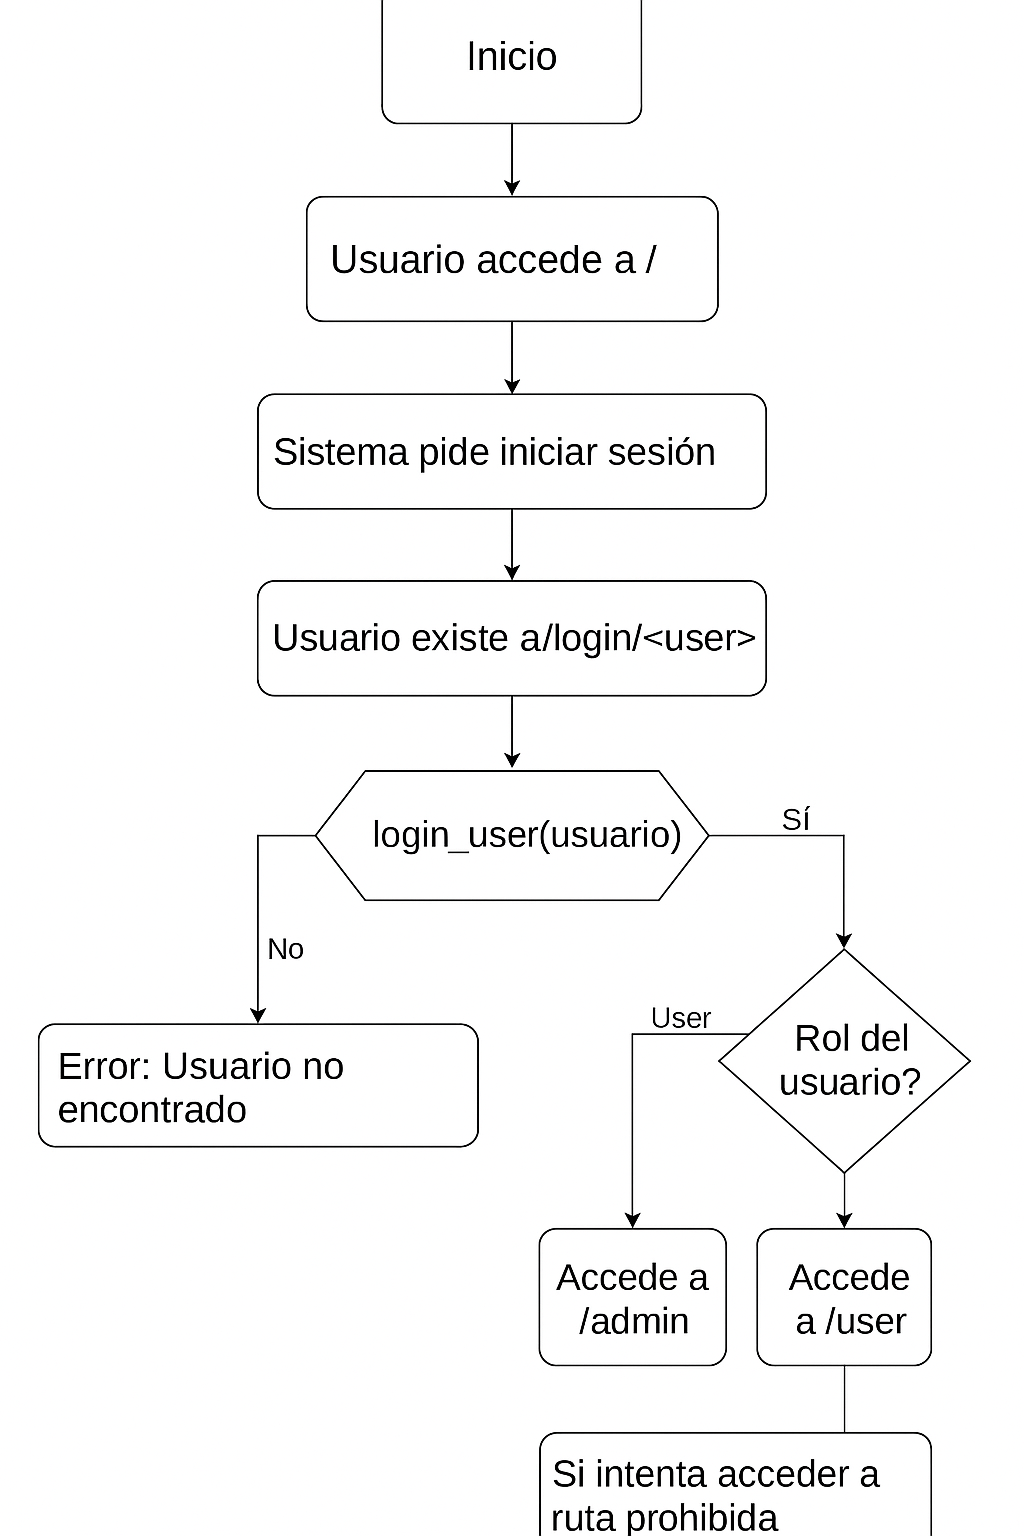 Inicio
Usuario accede a /
Sistema pide iniciar sesión
Usuario existe a/login/<user>
login_user(usuario)
Sí
No
User
Rol del
usuario?
Error: Usuario no
encontrado
Accede a
/admin
Accede
a /user
Si intenta acceder a
ruta prohibida